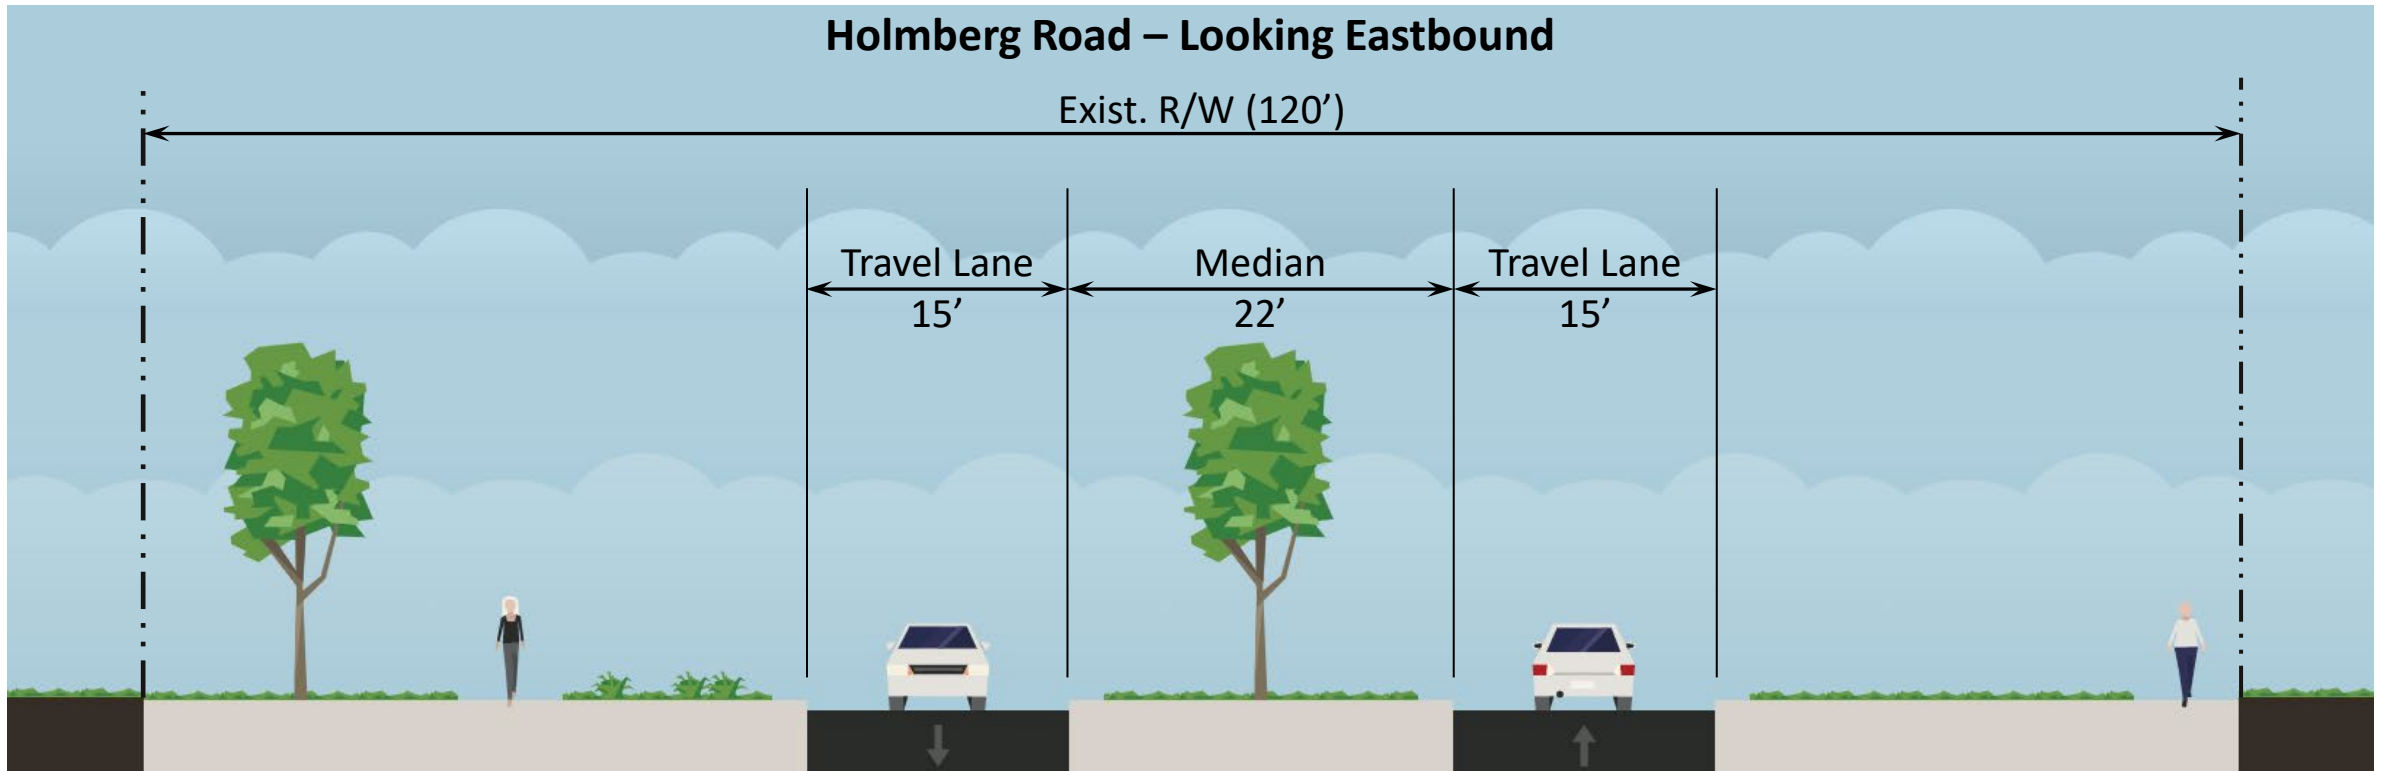 Holmberg Road – Looking Eastbound
Exist. R/W (120’)
Travel Lane
15’
Median
22’
Travel Lane
15’